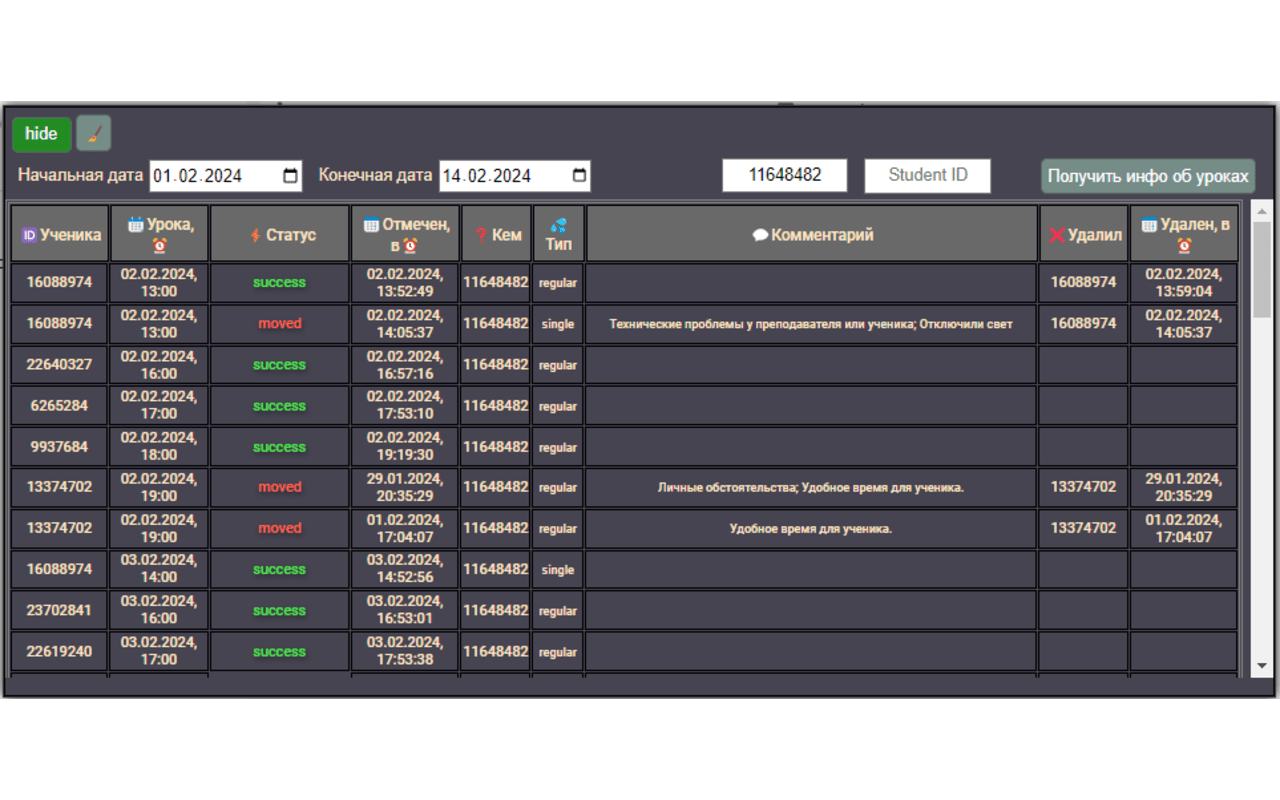 hide
Начальная дата 01.02.2024 Конечная дата 14.02.2024 11648482 Student ID Получить инфо об уроках
ID Ученика Урока, Статус Отмечен, в Кем Тип Комментарий Удалил Удален, в
16088974 02.02.2024, 13:00 success 02.02.2024, 13:52:49 11648482 regular 16088974 02.02.2024, 13:59:04
16088974 02.02.2024, 13:00 moved 02.02.2024, 14:05:37 11648482 single Технические проблемы у преподавателя или ученика; Отключили свет 16088974 02.02.2024, 14:05:37
22640327 02.02.2024, 16:00 success 02.02.2024, 16:57:16 11648482 regular
6265284 02.02.2024, 17:00 success 02.02.2024, 17:53:10 11648482 regular
9937684 02.02.2024, 18:00 success 02.02.2024, 19:19:30 11648482 regular
13374702 02.02.2024, 19:00 moved 29.01.2024, 20:35:29 11648482 regular Личные обстоятельства; Удобное время для ученика. 13374702 29.01.2024, 20:35:29
13374702 02.02.2024, 19:00 moved 01.02.2024, 17:04:07 11648482 regular Удобное время для ученика. 13374702 01.02.2024, 17:04:07
16088974 03.02.2024, 14:00 success 03.02.2024, 14:52:56 11648482 single
23702841 03.02.2024, 16:00 success 03.02.2024, 16:53:01 11648482 regular
22619240 03.02.2024, 17:00 success 03.02.2024, 17:53:38 11648482 regular